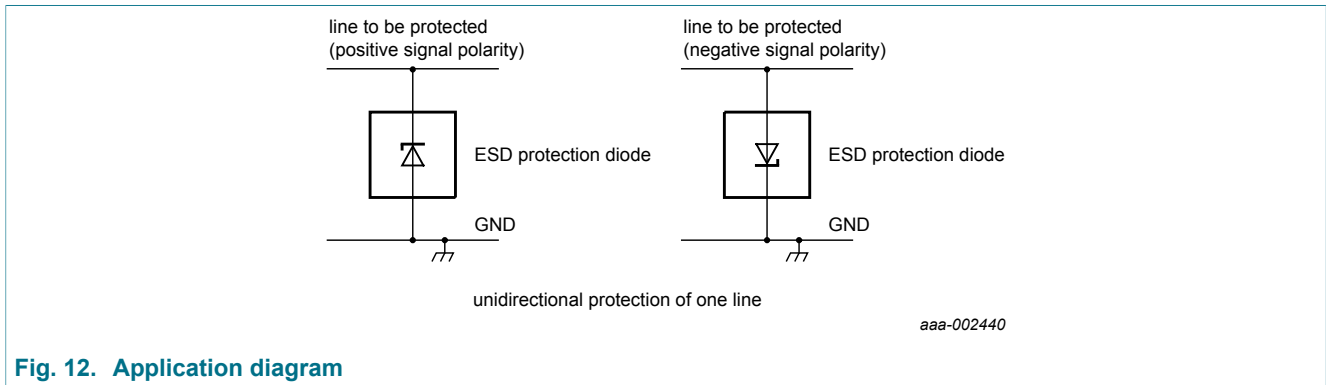 line to be protected
(positive signal polarity)
line to be protected
(negative signal polarity)
ESD protection diode
ESD protection diode
GND
GND
unidirectional protection of one line
aaa-002440
Fig. 12. Application diagram